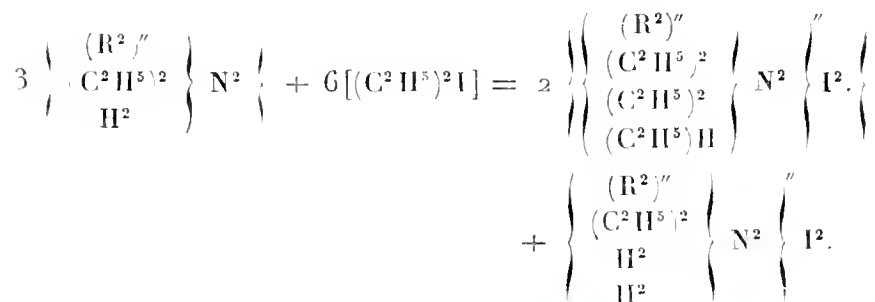 (R²)″ (R²)″
3 { (C²H⁵)² } N² } + 6[(C²H⁵)²I] = 2 { { (C²H⁵)² } N² }″ I². }
H² (C²H⁵)²
(C²H⁵)H
(R²)″
+ { { (C²H⁵)² } N² }″ I².
H²
H²